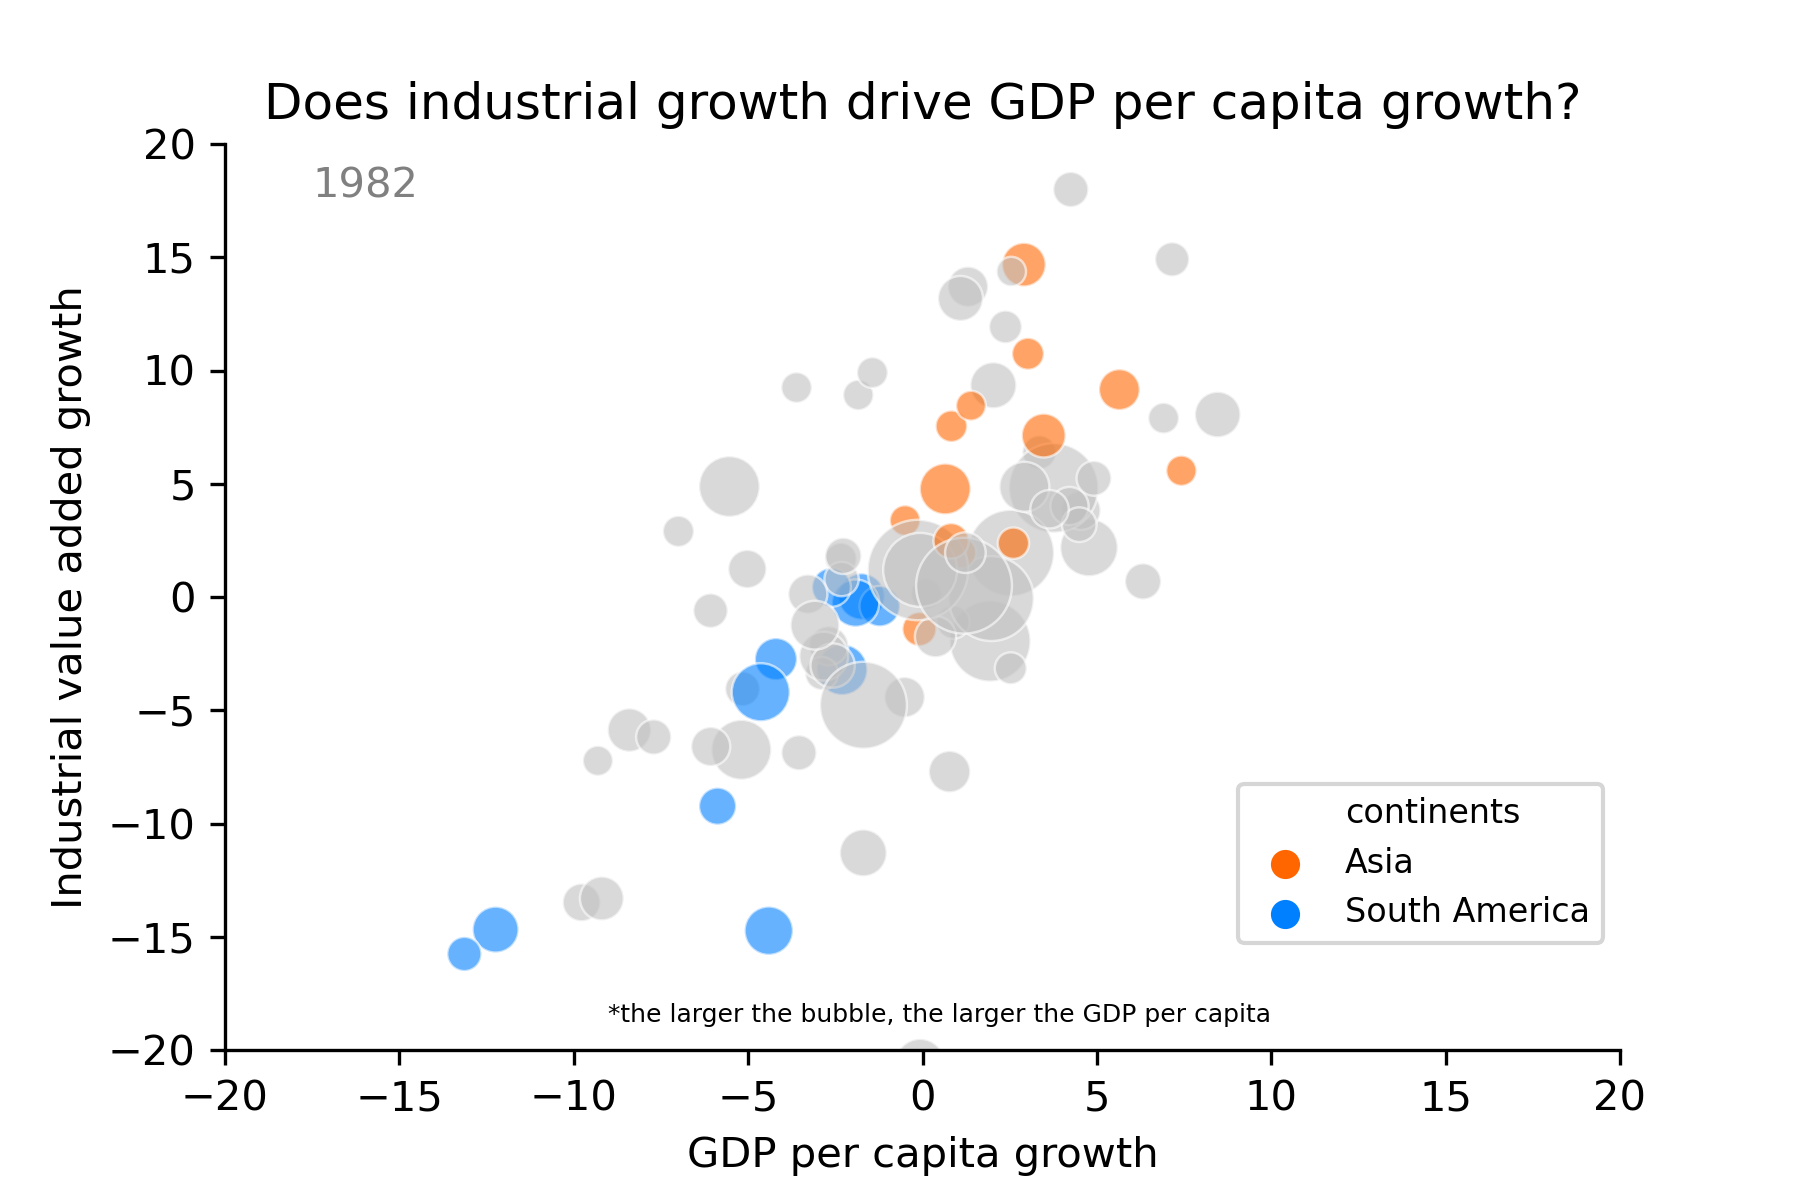 Does industrial growth drive GDP per capita growth?
1982
20
15
10
5
0
−5
−10
−15
−20
Industrial value added growth
continents
Asia
South America
*the larger the bubble, the larger the GDP per capita
−20 −15 −10 −5 0 5 10 15 20
GDP per capita growth